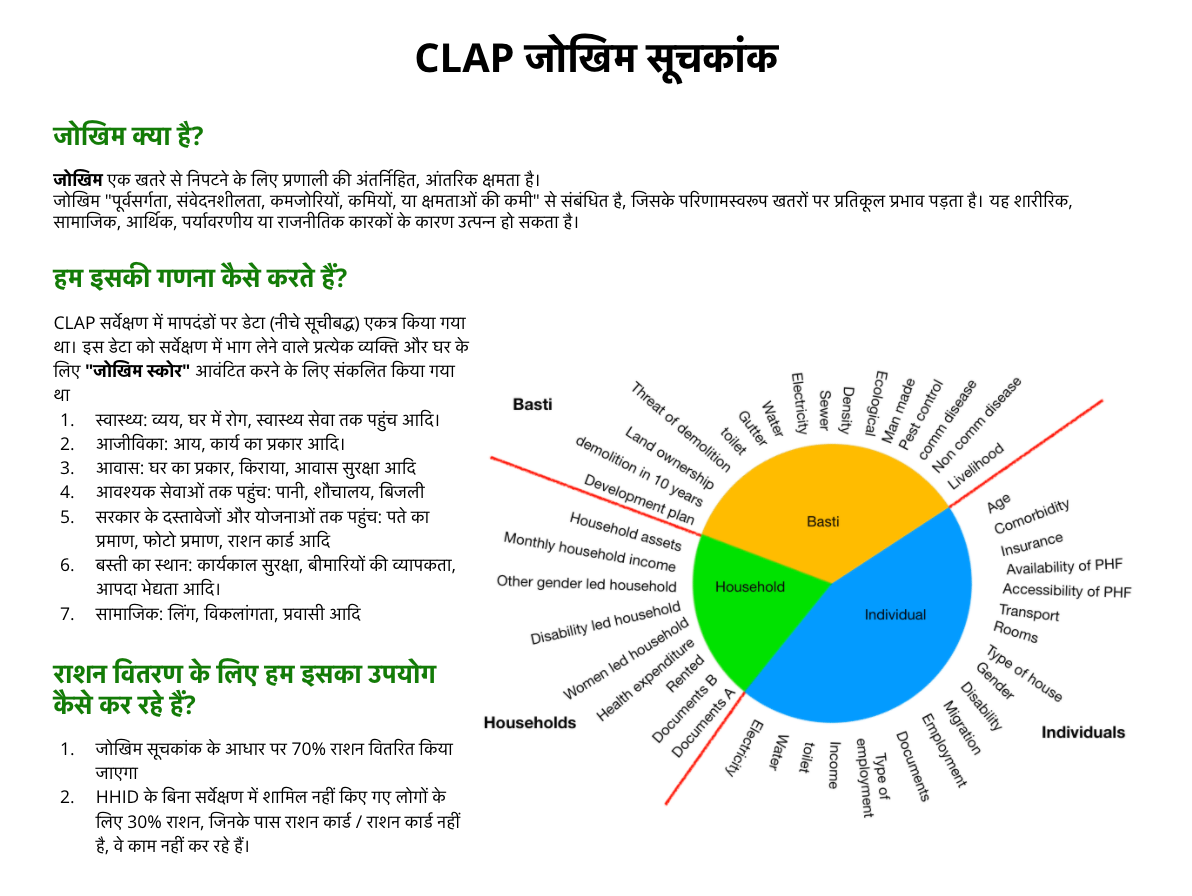 CLAP जोखिम सूचकांक
जोखिम क्या है?
जोखिम एक खतरे से निपटने के लिए प्रणाली की अंतर्निहित, आंतरिक क्षमता है।
जोखिम "पूर्वसर्गता, संवेदनशीलता, कमजोरियों, कमियों, या क्षमताओं की कमी" से संबंधित है, जिसके परिणामस्वरूप खतरों पर प्रतिकूल प्रभाव पड़ता है। यह शारीरिक,
सामाजिक, आर्थिक, पर्यावरणीय या राजनीतिक कारकों के कारण उत्पन्न हो सकता है।
हम इसकी गणना कैसे करते हैं?
CLAP सर्वेक्षण में मापदंडों पर डेटा (नीचे सूचीबद्ध) एकत्र किया गया
था। इस डेटा को सर्वेक्षण में भाग लेने वाले प्रत्येक व्यक्ति और घर के
लिए "जोखिम स्कोर" आवंटित करने के लिए संकलित किया गया
था
1. स्वास्थ्य: व्यय, घर में रोग, स्वास्थ्य सेवा तक पहुंच आदि।
2. आजीविका: आय, कार्य का प्रकार आदि।
3. आवास: घर का प्रकार, किराया, आवास सुरक्षा आदि
4. आवश्यक सेवाओं तक पहुंच: पानी, शौचालय, बिजली
5. सरकार के दस्तावेजों और योजनाओं तक पहुंच: पते का
प्रमाण, फोटो प्रमाण, राशन कार्ड आदि
6. बस्ती का स्थान: कार्यकाल सुरक्षा, बीमारियों की व्यापकता,
आपदा भेद्यता आदि।
7. सामाजिक: लिंग, विकलांगता, प्रवासी आदि
राशन वितरण के लिए हम इसका उपयोग
कैसे कर रहे हैं?
1. जोखिम सूचकांक के आधार पर 70% राशन वितरित किया
जाएगा
2. HHID के बिना सर्वेक्षण में शामिल नहीं किए गए लोगों के
लिए 30% राशन, जिनके पास राशन कार्ड / राशन कार्ड नहीं
है, वे काम नहीं कर रहे हैं।
Basti
Development plan
demolition in 10 years
Land ownership
Threat of demolition
toilet
Gutter
Water
Electricity
Sewer
Density
Ecological
Man made
Pest control
comm disease
Non comm disease
Livelihood
Basti
Household
Individual
Age
Comorbidity
Insurance
Availability of PHF
Accessibility of PHF
Transport
Rooms
Type of house
Gender
Disability
Migration
Employment
Documents
Type of
employment
Income
toilet
Water
Electricity
Individuals
Household assets
Monthly household income
Other gender led household
Disability led household
Women led household
Health expenditure
Rented
Documents B
Documents A
Households